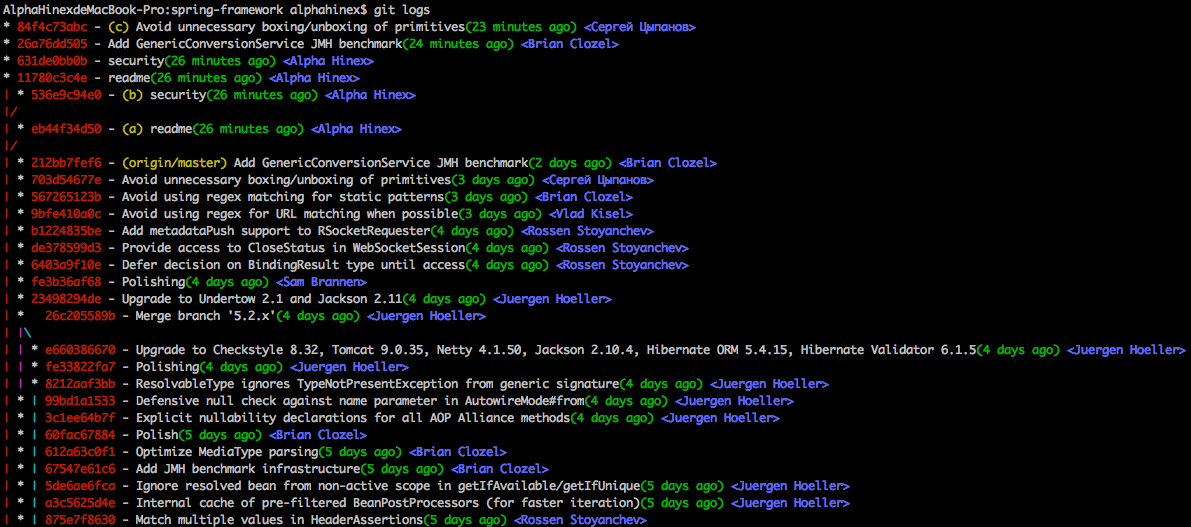 AlphaHinexdeMacBook-Pro:spring-framework alphahinex$ git logs
* 84f4c73abc - (c) Avoid unnecessary boxing/unboxing of primitives(23 minutes ago) <Сергей Цыпанов>
* 26a76dd505 - Add GenericConversionService JMH benchmark(24 minutes ago) <Brian Clozel>
* 631de0bb0b - security(26 minutes ago) <Alpha Hinex>
* 11780c3c4e - readme(26 minutes ago) <Alpha Hinex>
| * 536e9c94e0 - (b) security(26 minutes ago) <Alpha Hinex>
|/
| * eb44f34d50 - (a) readme(26 minutes ago) <Alpha Hinex>
|/
| * 212bb7fef6 - (origin/master) Add GenericConversionService JMH benchmark(2 days ago) <Brian Clozel>
| * 703d54677e - Avoid unnecessary boxing/unboxing of primitives(3 days ago) <Сергей Цыпанов>
| * 567265123b - Avoid using regex matching for static patterns(3 days ago) <Brian Clozel>
| * 9bfe410a0c - Avoid using regex for URL matching when possible(3 days ago) <Vlad Kisel>
| * b1224835be - Add metadataPush support to RSocketRequester(4 days ago) <Rossen Stoyanchev>
| * de378599d3 - Provide access to CloseStatus in WebSocketSession(4 days ago) <Rossen Stoyanchev>
| * 6403a9f10e - Defer decision on BindingResult type until access(4 days ago) <Rossen Stoyanchev>
| * fe3b36af68 - Polishing(4 days ago) <Sam Brannen>
| * 23498294de - Upgrade to Undertow 2.1 and Jackson 2.11(4 days ago) <Juergen Hoeller>
| *   26c205589b - Merge branch '5.2.x'(4 days ago) <Juergen Hoeller>
| |\
| | * e660386670 - Upgrade to Checkstyle 8.32, Tomcat 9.0.35, Netty 4.1.50, Jackson 2.10.4, Hibernate ORM 5.4.15, Hibernate Validator 6.1.5(4 days ago) <Juergen Hoeller>
| | * fe33822fa7 - Polishing(4 days ago) <Juergen Hoeller>
| | * 8212aaf3bb - ResolvableType ignores TypeNotPresentException from generic signature(4 days ago) <Juergen Hoeller>
| * | 99bd1a1533 - Defensive null check against name parameter in AutowireMode#from(4 days ago) <Juergen Hoeller>
| * | 3c1ee64b7f - Explicit nullability declarations for all AOP Alliance methods(4 days ago) <Juergen Hoeller>
| * | 60fac67884 - Polish(5 days ago) <Brian Clozel>
| * | 612a63c0f1 - Optimize MediaType parsing(5 days ago) <Brian Clozel>
| * | 67547e61c6 - Add JMH benchmark infrastructure(5 days ago) <Brian Clozel>
| * | 5de6ae6fca - Ignore resolved bean from non-active scope in getIfAvailable/getIfUnique(5 days ago) <Juergen Hoeller>
| * | a3c5625d4e - Internal cache of pre-filtered BeanPostProcessors (for faster iteration)(5 days ago) <Juergen Hoeller>
| * | 875e7f8630 - Match multiple values in HeaderAssertions(5 days ago) <Rossen Stoyanchev>